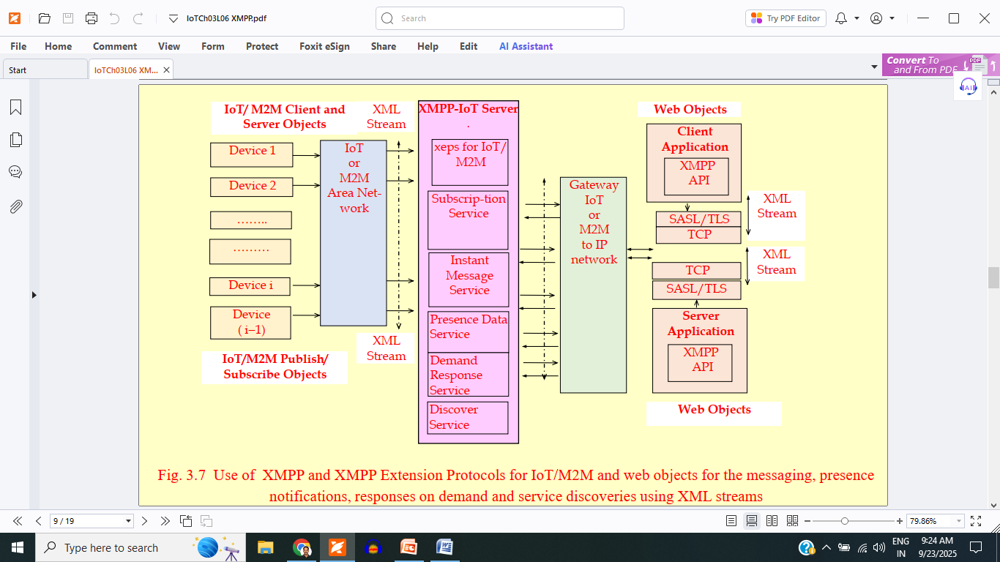 IoTCh03L06 XMPP.pdf
Search
Try PDF Editor
File Home Comment View Form Protect Foxit eSign Share Help Edit AI Assistant
Start
IoTCh03L06 XM...
Convert To
and From PDF
PDF
AI
IoT/ M2M Client and
Server Objects
XML
Stream
Device 1
Device 2
........
.........
Device i
Device
( i–1)
IoT
or
M2M
Area Net-
work
XML
Stream
IoT/M2M Publish/
Subscribe Objects
XMPP-IoT Server
.
xeps for IoT/
M2M
Subscrip-tion
Service
Instant
Message
Service
Presence Data
Service
Demand
Response
Service
Discover
Service
Gateway
IoT
or
M2M
to IP
network
Web Objects
Client
Application
XMPP
API
SASL/TLS
TCP
XML
Stream
XML
Stream
TCP
SASL/TLS
Server
Application
XMPP
API
Web Objects
Fig. 3.7 Use of XMPP and XMPP Extension Protocols for IoT/M2M and web objects for the messaging, presence
notifications, responses on demand and service discoveries using XML streams
9 / 19
79.86%
Type here to search
ENG
IN
9:24 AM
9/23/2025